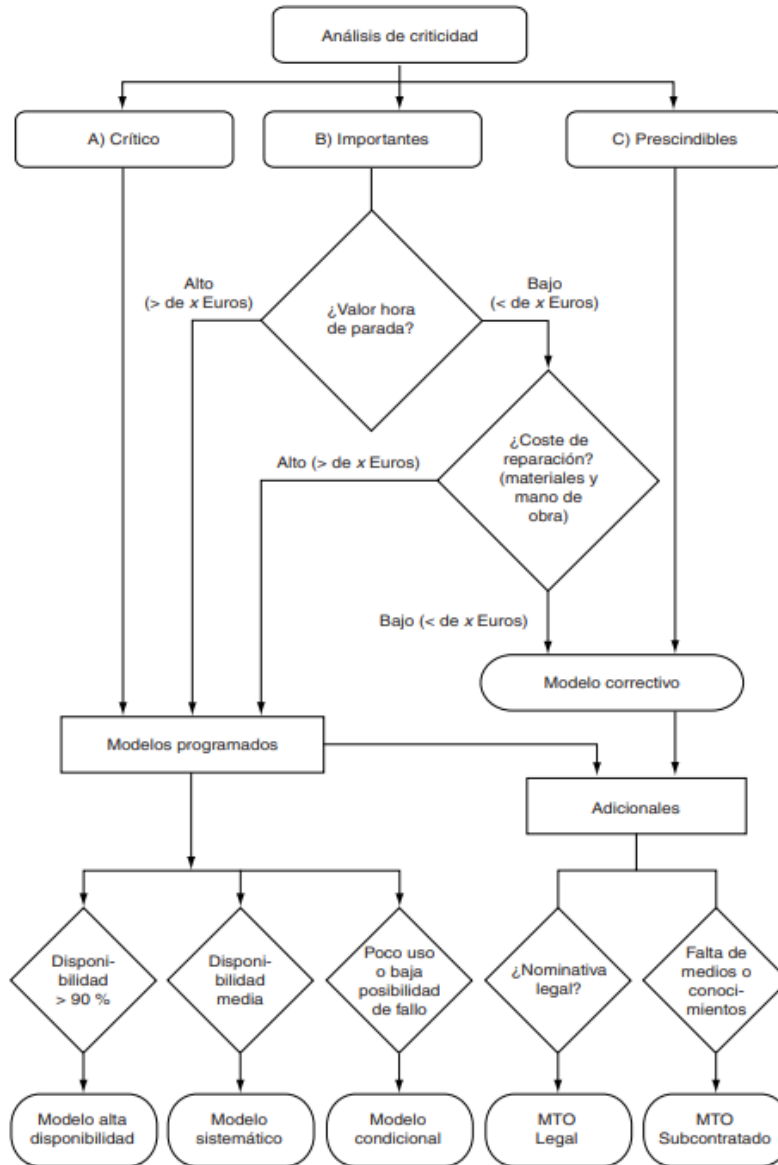 Análisis de criticidad
A) Crítico
B) Importantes
C) Prescindibles
Alto
(> de x Euros)
Bajo
(< de x Euros)
¿Valor hora
de parada?
¿Coste de
reparación?
(materiales y
mano de
obra)
Alto (> de x Euros)
Bajo (< de x Euros)
Modelo correctivo
Modelos programados
Adicionales
Disponi-
bilidad
> 90 %
Disponi-
bilidad
media
Poco uso
o baja
posibilidad
de fallo
¿Nominativa
legal?
Falta de
medios o
conoci-
mientos
Modelo alta
disponibilidad
Modelo
sistemático
Modelo
condicional
MTO
Legal
MTO
Subcontratado